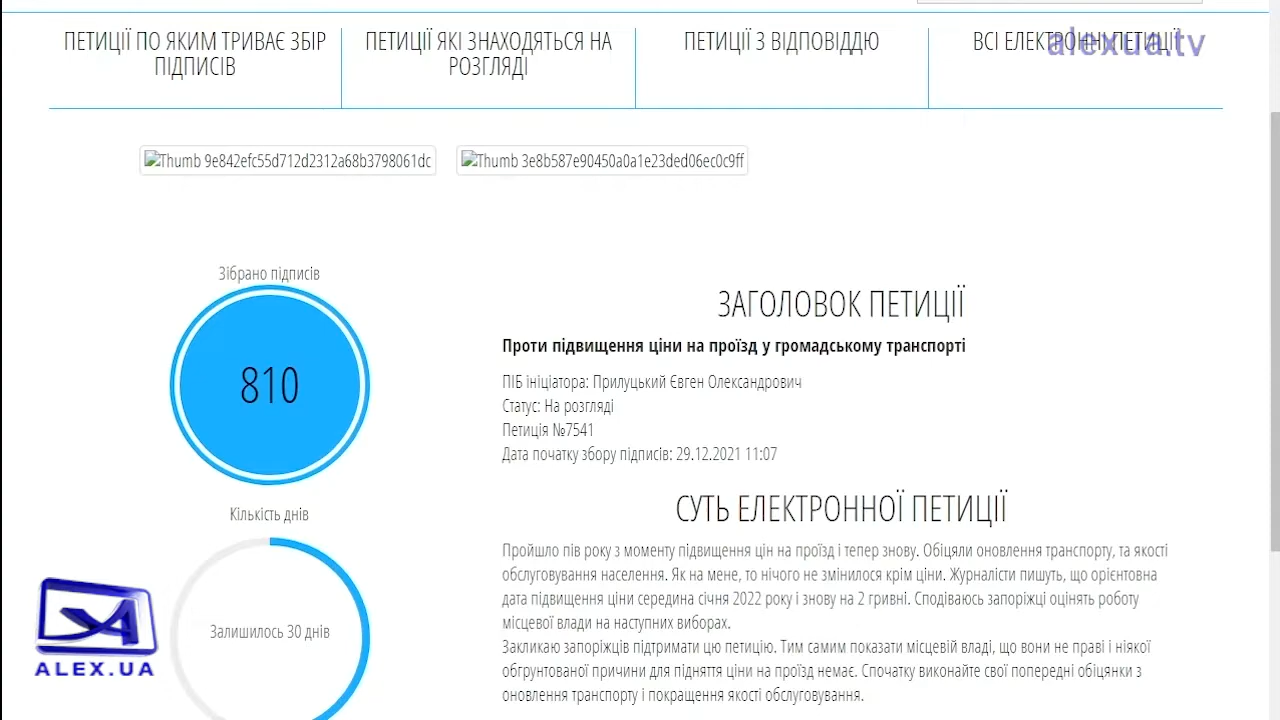 ПЕТИЦІЇ ПО ЯКИМ ТРИВАЄ ЗБІР
ПІДПИСІВ
ПЕТИЦІЇ ЯКІ ЗНАХОДЯТЬСЯ НА
РОЗГЛЯДІ
ПЕТИЦІЇ З ВІДПОВІДДЮ
ВСІ ЕЛЕКТРОННІ ПЕТИЦІЇ
alexua.tv
Thumb 9e842efc55d712d2312a68b3798061dc
Thumb 3e8b587e90450a0a1e23ded06ec0c9ff
Зібрано підписів
810
Кількість днів
Залишилось 30 днів
ЗАГОЛОВОК ПЕТИЦІЇ
Проти підвищення ціни на проїзд у громадському транспорті
ПІБ ініціатора: Прилуцький Євген Олександрович
Статус: На розгляді
Петиція №7541
Дата початку збору підписів: 29.12.2021 11:07
СУТЬ ЕЛЕКТРОННОЇ ПЕТИЦІЇ
Пройшло пів року з моменту підвищення цін на проїзд і тепер знову. Обіцяли оновлення транспорту, та якості
обслуговування населення. Як на мене, то нічого не змінилося крім ціни. Журналісти пишуть, що орієнтовна
дата підвищення ціни середина січня 2022 року і знову на 2 гривні. Сподіваюсь запоріжці оцінять роботу
місцевої влади на наступних виборах.
Закликаю запоріжців підтримати цю петицію. Тим самим показати місцевій владі, що вони не праві і ніякої
обгрунтованої причини для підняття ціни на проїзд немає. Спочатку виконайте свої попередні обіцянки з
оновлення транспорту і покращення якості обслуговування.
ALEX.UA